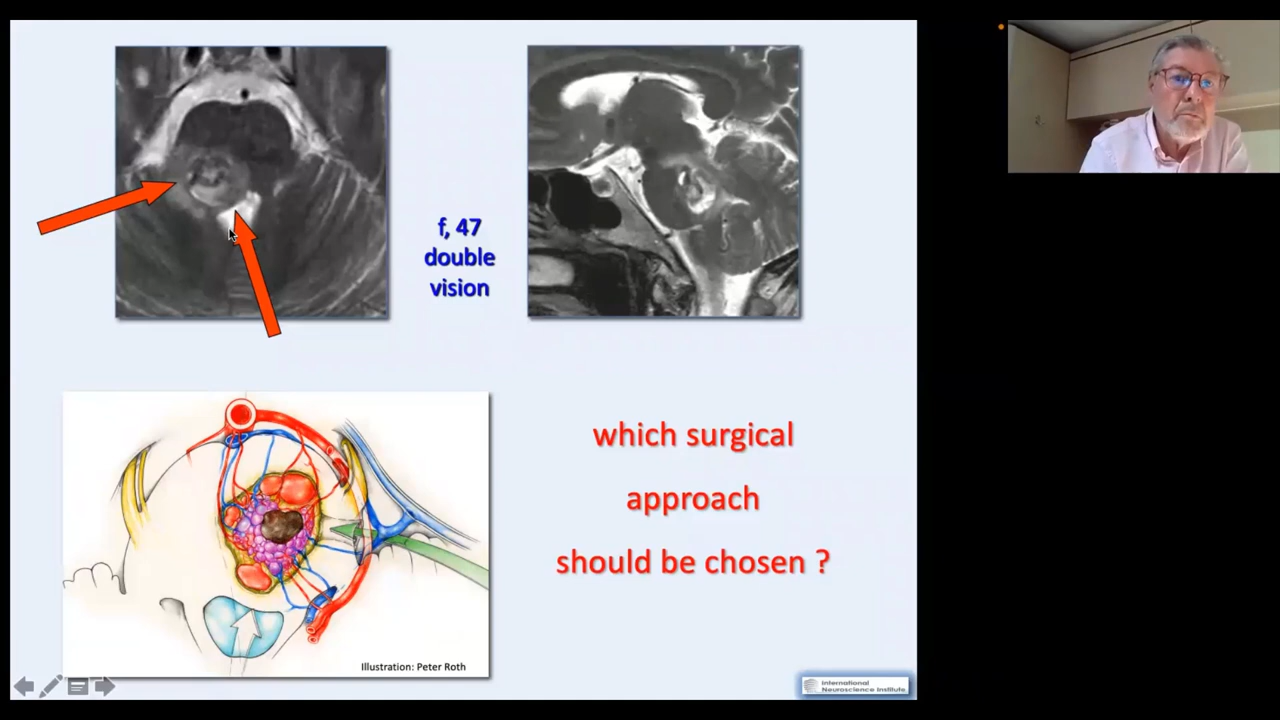 f, 47
double
vision
which surgical
approach
should be chosen ?
Illustration: Peter Roth
International
Neuroscience Institute